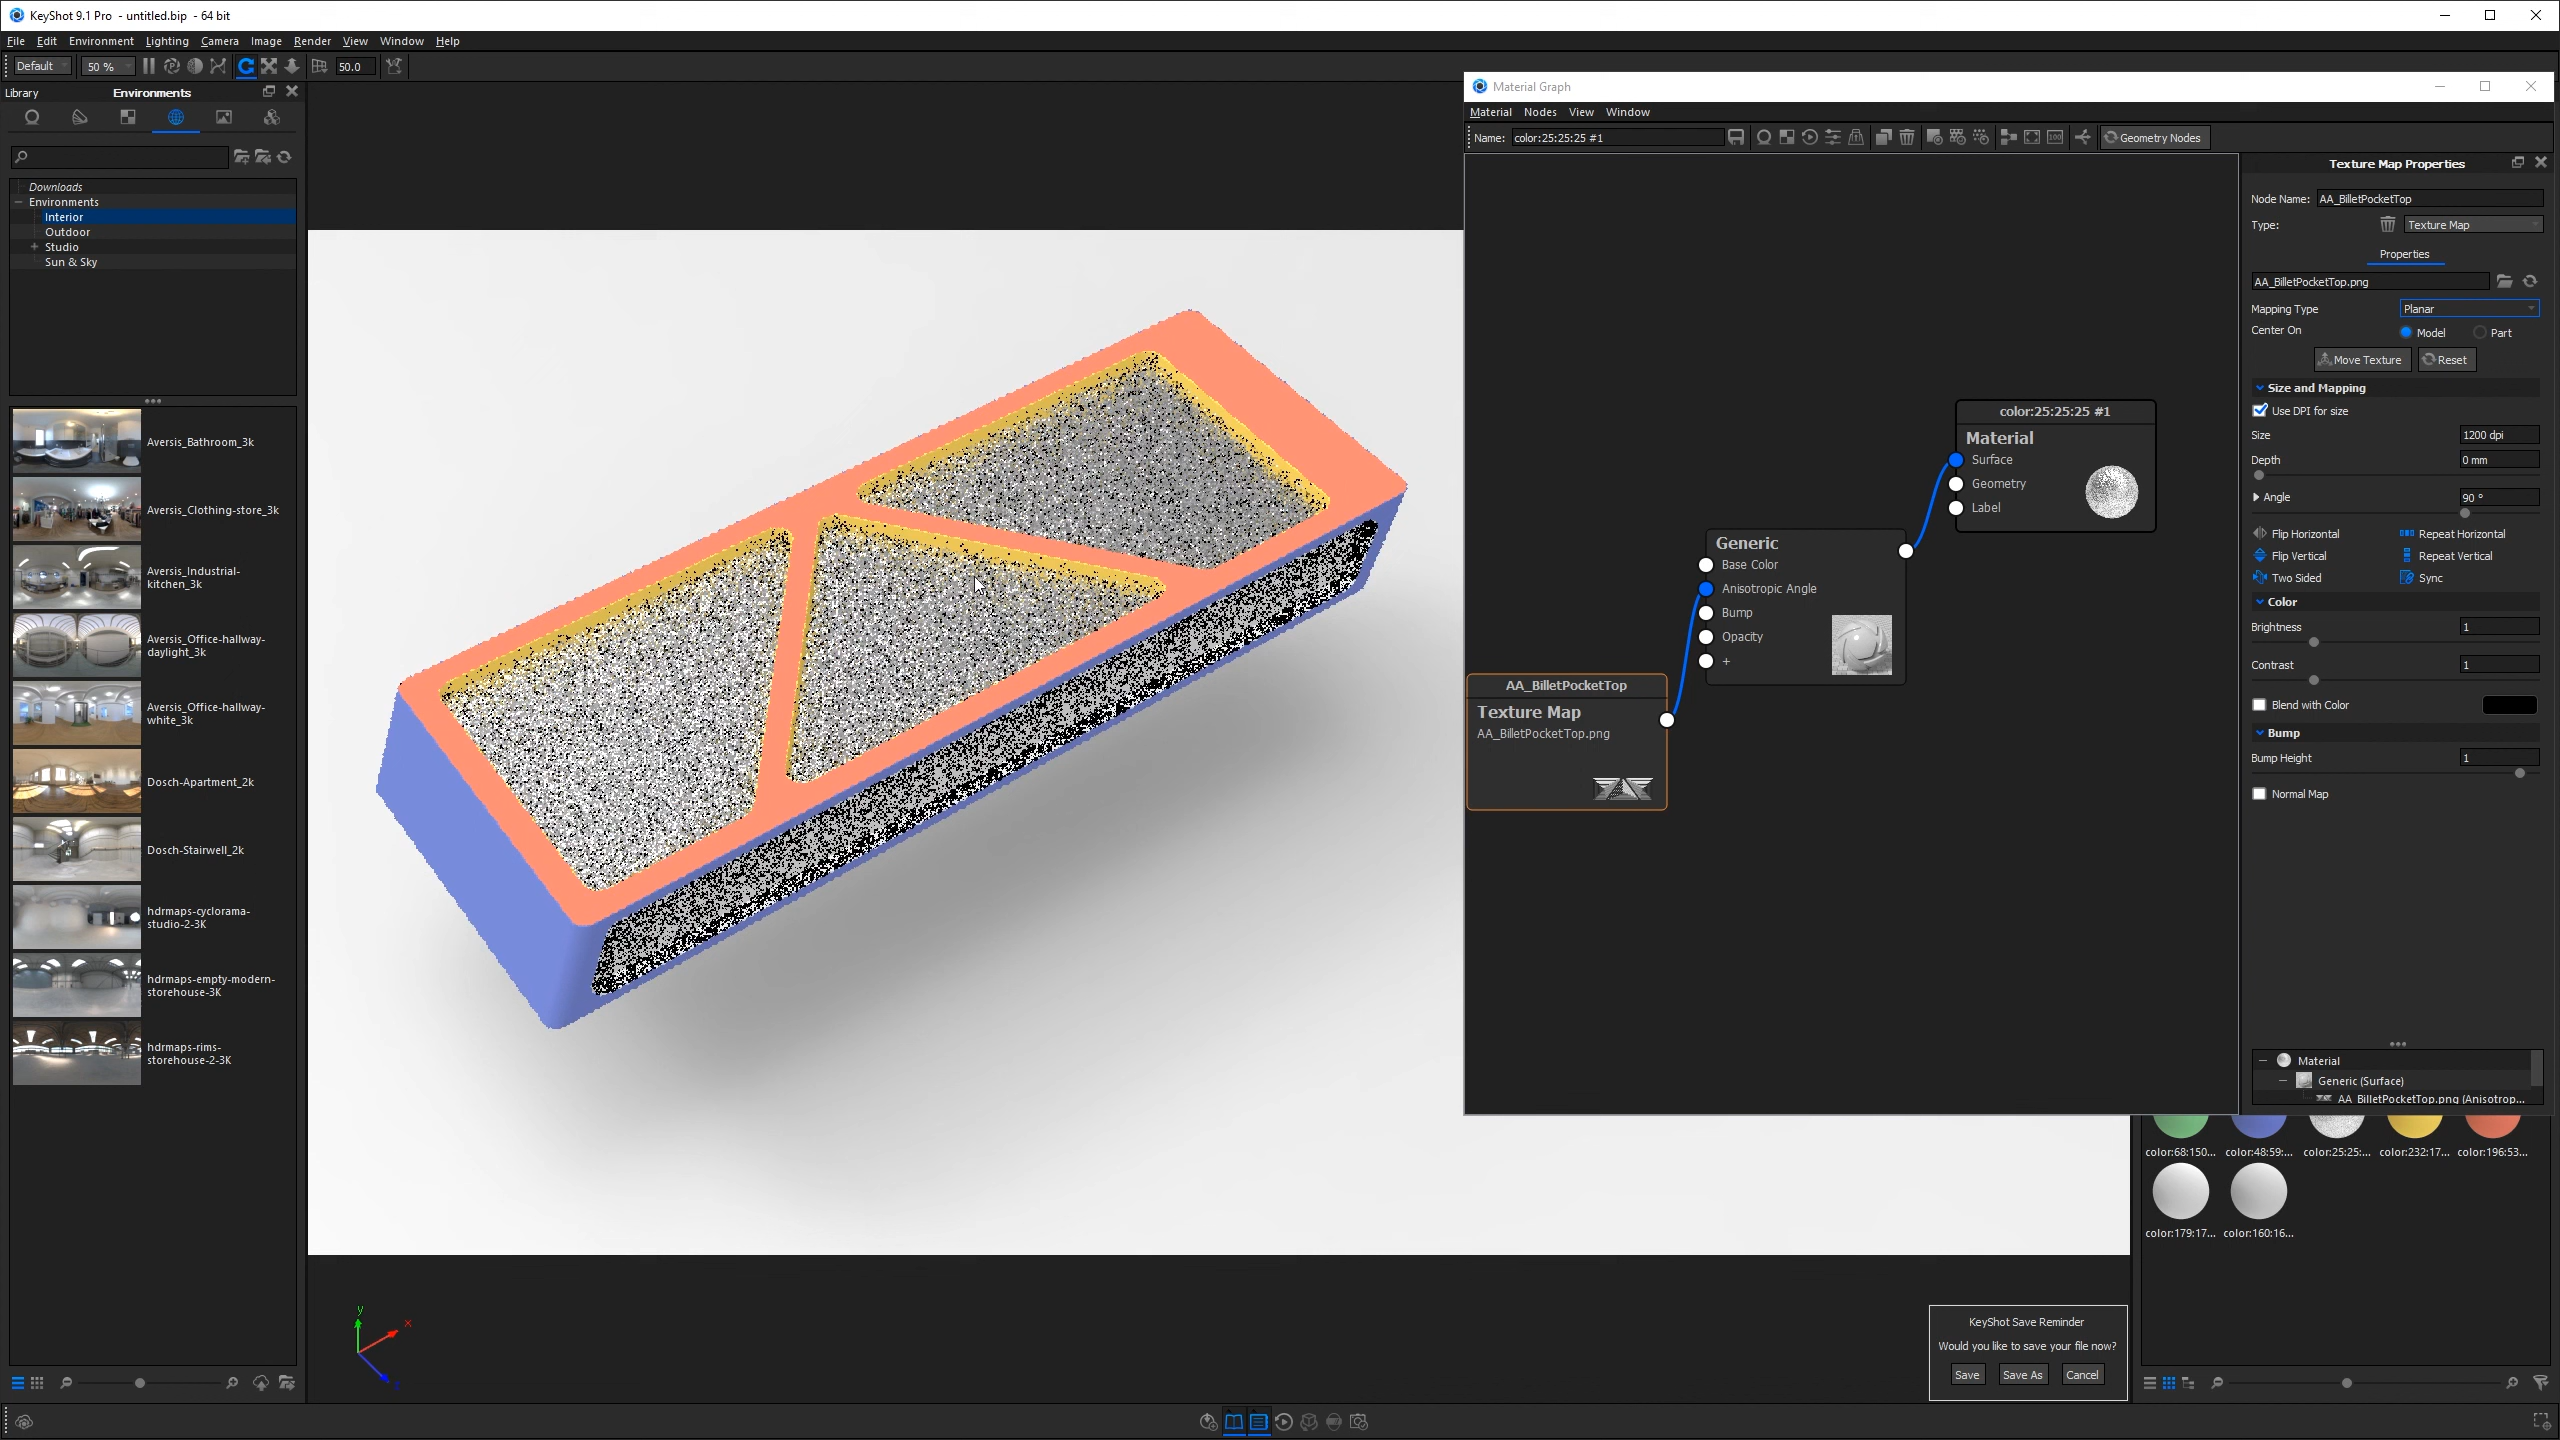 KeyShot 9.1 Pro - untitled.bip - 64 bit
File Edit Environment Lighting Camera Image Render View Window Help
Default 50 % 50.0
Library Environments
Downloads
Environments
Interior
Outdoor
Studio
Sun & Sky
Aversis_Bathroom_3k
Aversis_Clothing-store_3k
Aversis_Industrial-
kitchen_3k
Aversis_Office-hallway-
daylight_3k
Aversis_Office-hallway-
white_3k
Dosch-Apartment_2k
Dosch-Stairwell_2k
hdrmaps-cyclorama-
studio-2-3K
hdrmaps-empty-modern-
storehouse-3K
hdrmaps-rims-
storehouse-2-3K
y
x
Material Graph
Material Nodes View Window
Name: color:25:25:25 #1 Geometry Nodes
color:25:25:25 #1
Material
Surface
Geometry
Label
Generic
Base Color
Anisotropic Angle
Bump
Opacity
+
AA_BilletPocketTop
Texture Map
AA_BilletPocketTop.png
Texture Map Properties
Node Name: AA_BilletPocketTop
Type: Texture Map
Properties
AA_BilletPocketTop.png
Mapping Type Planar
Center On Model Part
Move Texture Reset
Size and Mapping
Use DPI for size
Size 1200 dpi
Depth 0 mm
Angle 90 °
Flip Horizontal Repeat Horizontal
Flip Vertical Repeat Vertical
Two Sided Sync
Color
Brightness 1
Contrast 1
Blend with Color
Bump
Bump Height 1
Normal Map
Material
Generic (Surface)
AA_BilletPocketTop.png (Anisotrop...
color:68:150... color:48:59:... color:25:25:... color:232:17... color:196:53...
color:179:17... color:160:16...
KeyShot Save Reminder
Would you like to save your file now?
Save Save As Cancel